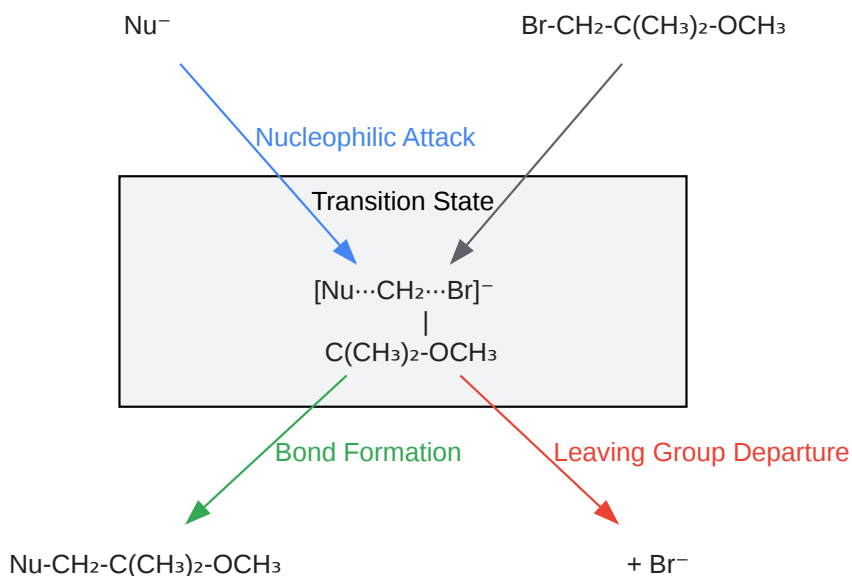 Nu⁻
Br-CH₂-C(CH₃)₂-OCH₃
Nucleophilic Attack
Transition State
[Nu···CH₂···Br]⁻
|
C(CH₃)₂-OCH₃
Bond Formation
Leaving Group Departure
Nu-CH₂-C(CH₃)₂-OCH₃
+ Br⁻